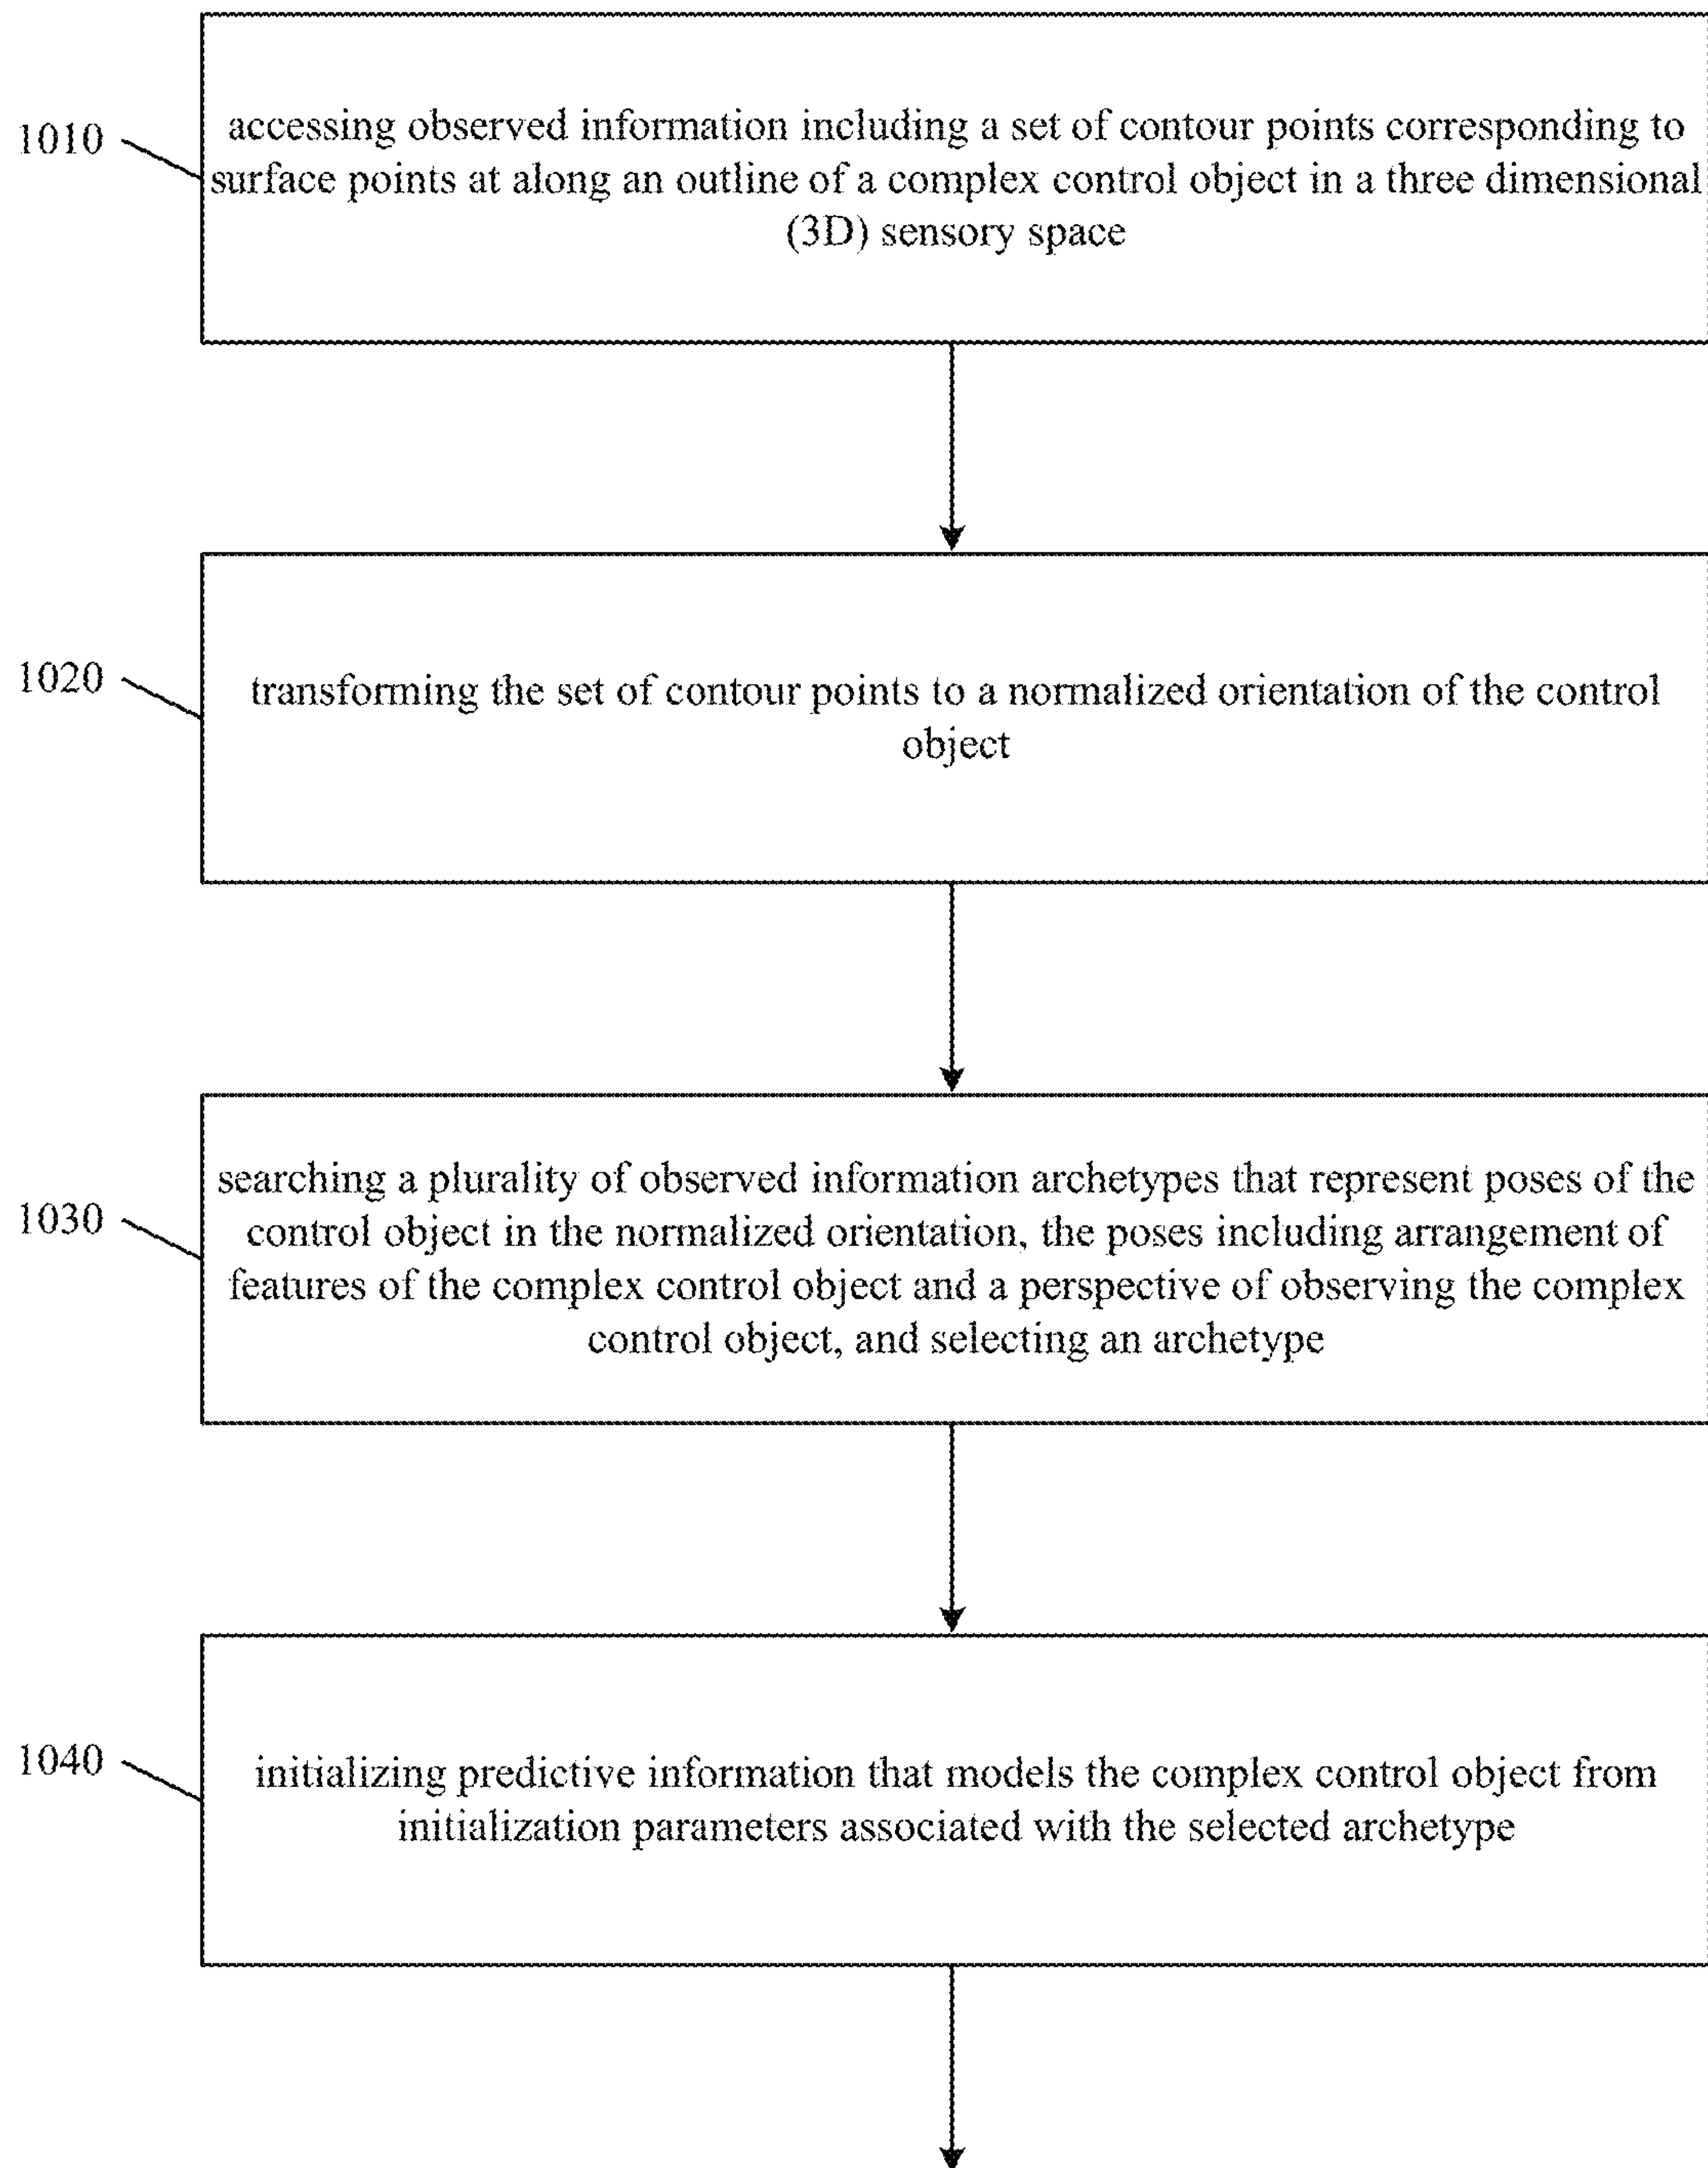 1010
accessing observed information including a set of contour points corresponding to
surface points at along an outline of a complex control object in a three dimensional
(3D) sensory space
1020
transforming the set of contour points to a normalized orientation of the control
object
1030
searching a plurality of observed information archetypes that represent poses of the
control object in the normalized orientation, the poses including arrangement of
features of the complex control object and a perspective of observing the complex
control object, and selecting an archetype
1040
initializing predictive information that models the complex control object from
initialization parameters associated with the selected archetype